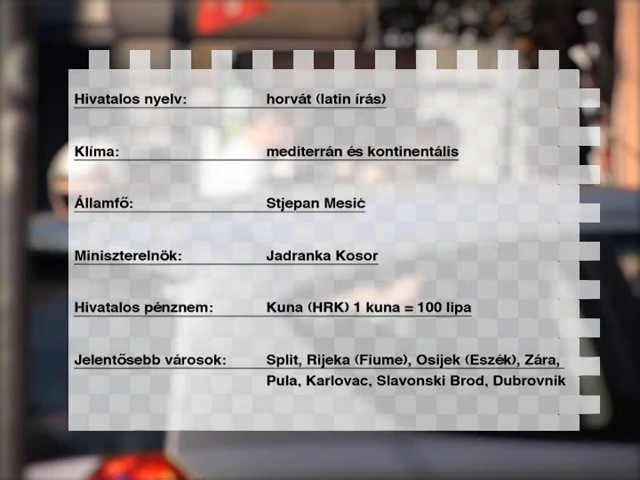 Hivatalos nyelv: horvát (latin írás)
Klíma: mediterrán és kontinentális
Államfő: Stjepan Mesić
Miniszterelnök: Jadranka Kosor
Hivatalos pénznem: Kuna (HRK) 1 kuna = 100 lipa
Jelentősebb városok: Split, Rijeka (Fiume), Osijek (Eszék), Zára,
Pula, Karlovac, Slavonski Brod, Dubrovnik